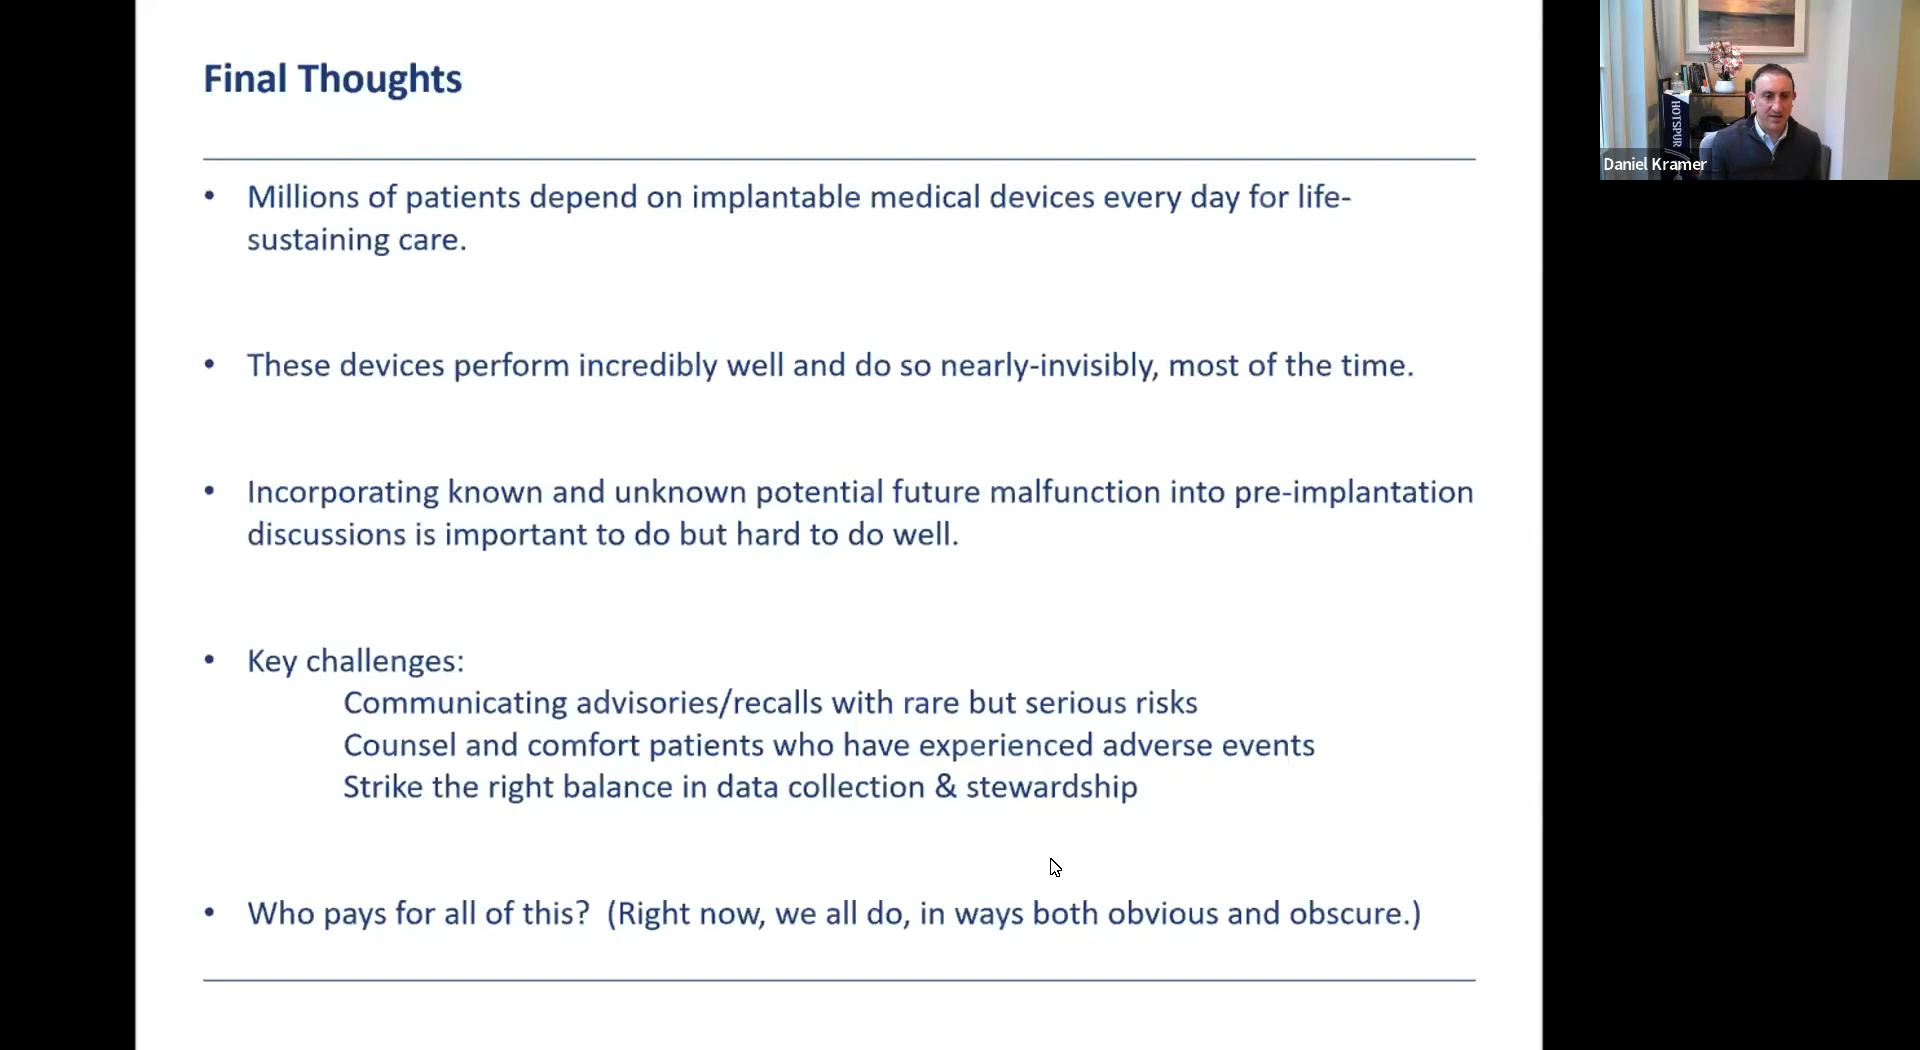 Final Thoughts
• Millions of patients depend on implantable medical devices every day for life-
sustaining care.
• These devices perform incredibly well and do so nearly-invisibly, most of the time.
• Incorporating known and unknown potential future malfunction into pre-implantation
discussions is important to do but hard to do well.
• Key challenges:
Communicating advisories/recalls with rare but serious risks
Counsel and comfort patients who have experienced adverse events
Strike the right balance in data collection & stewardship
• Who pays for all of this?  (Right now, we all do, in ways both obvious and obscure.)
HOTSPUR
Daniel Kramer